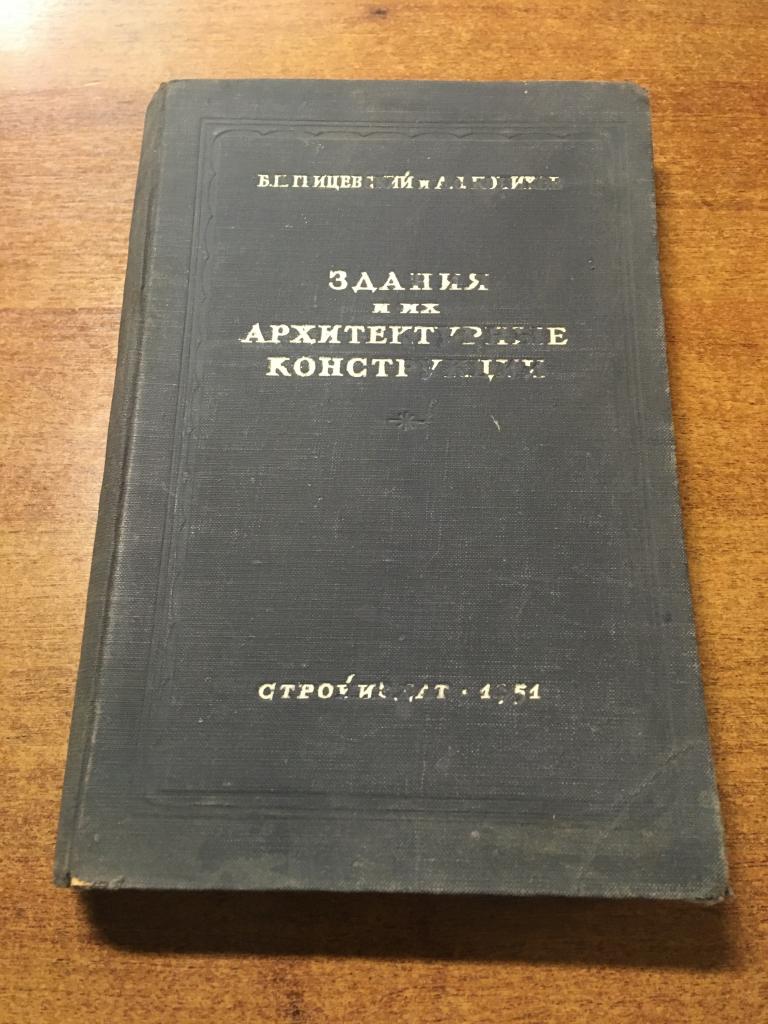 и
ЗДАНИЯ
И ИХ
АРХИТЕКТУРНЫЕ
КОНСТРУКЦИИ
СТРОЙИЗДАТ · 1951